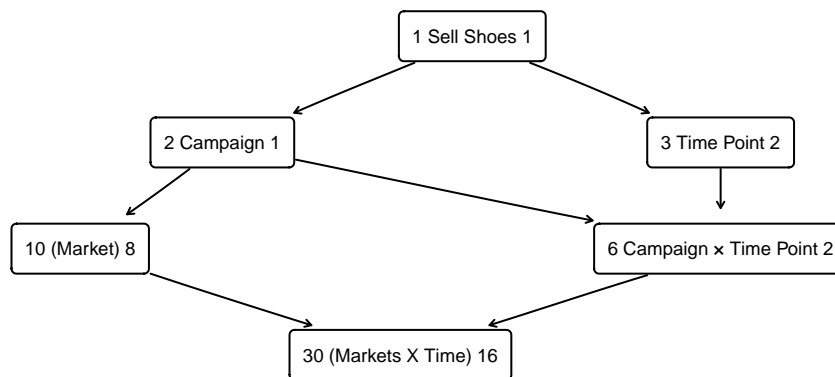 1 Sell Shoes 1
2 Campaign 1
3 Time Point 2
10 (Market) 8
6 Campaign × Time Point 2
30 (Markets X Time) 16